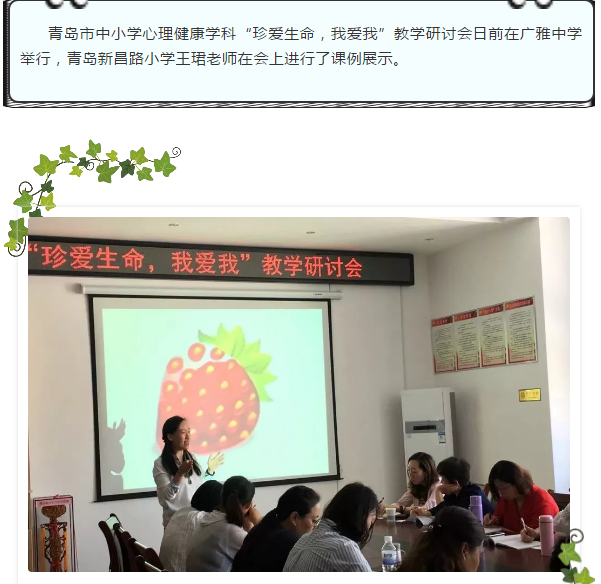 青岛市中小学心理健康学科“珍爱生命，我爱我”教学研讨会日前在广雅中学
举行，青岛新昌路小学王珺老师在会上进行了课例展示。
“珍爱生命，我爱我”教学研讨会